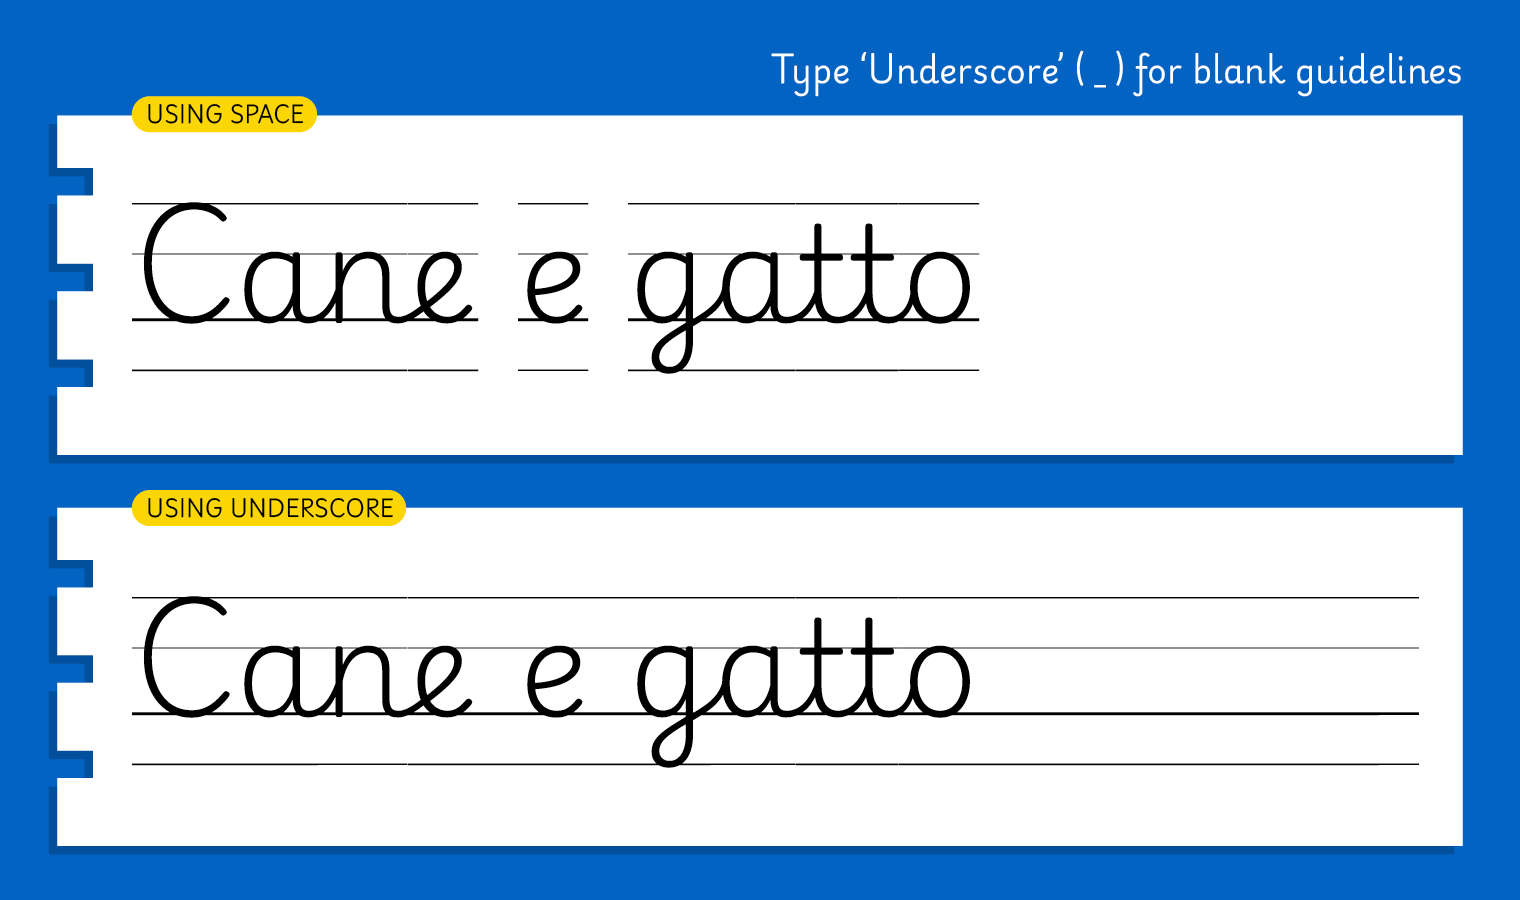 Type ‘Underscore’ ( _ ) for blank guidelines
USING SPACE
Cane e gatto
USING UNDERSCORE
Cane e gatto